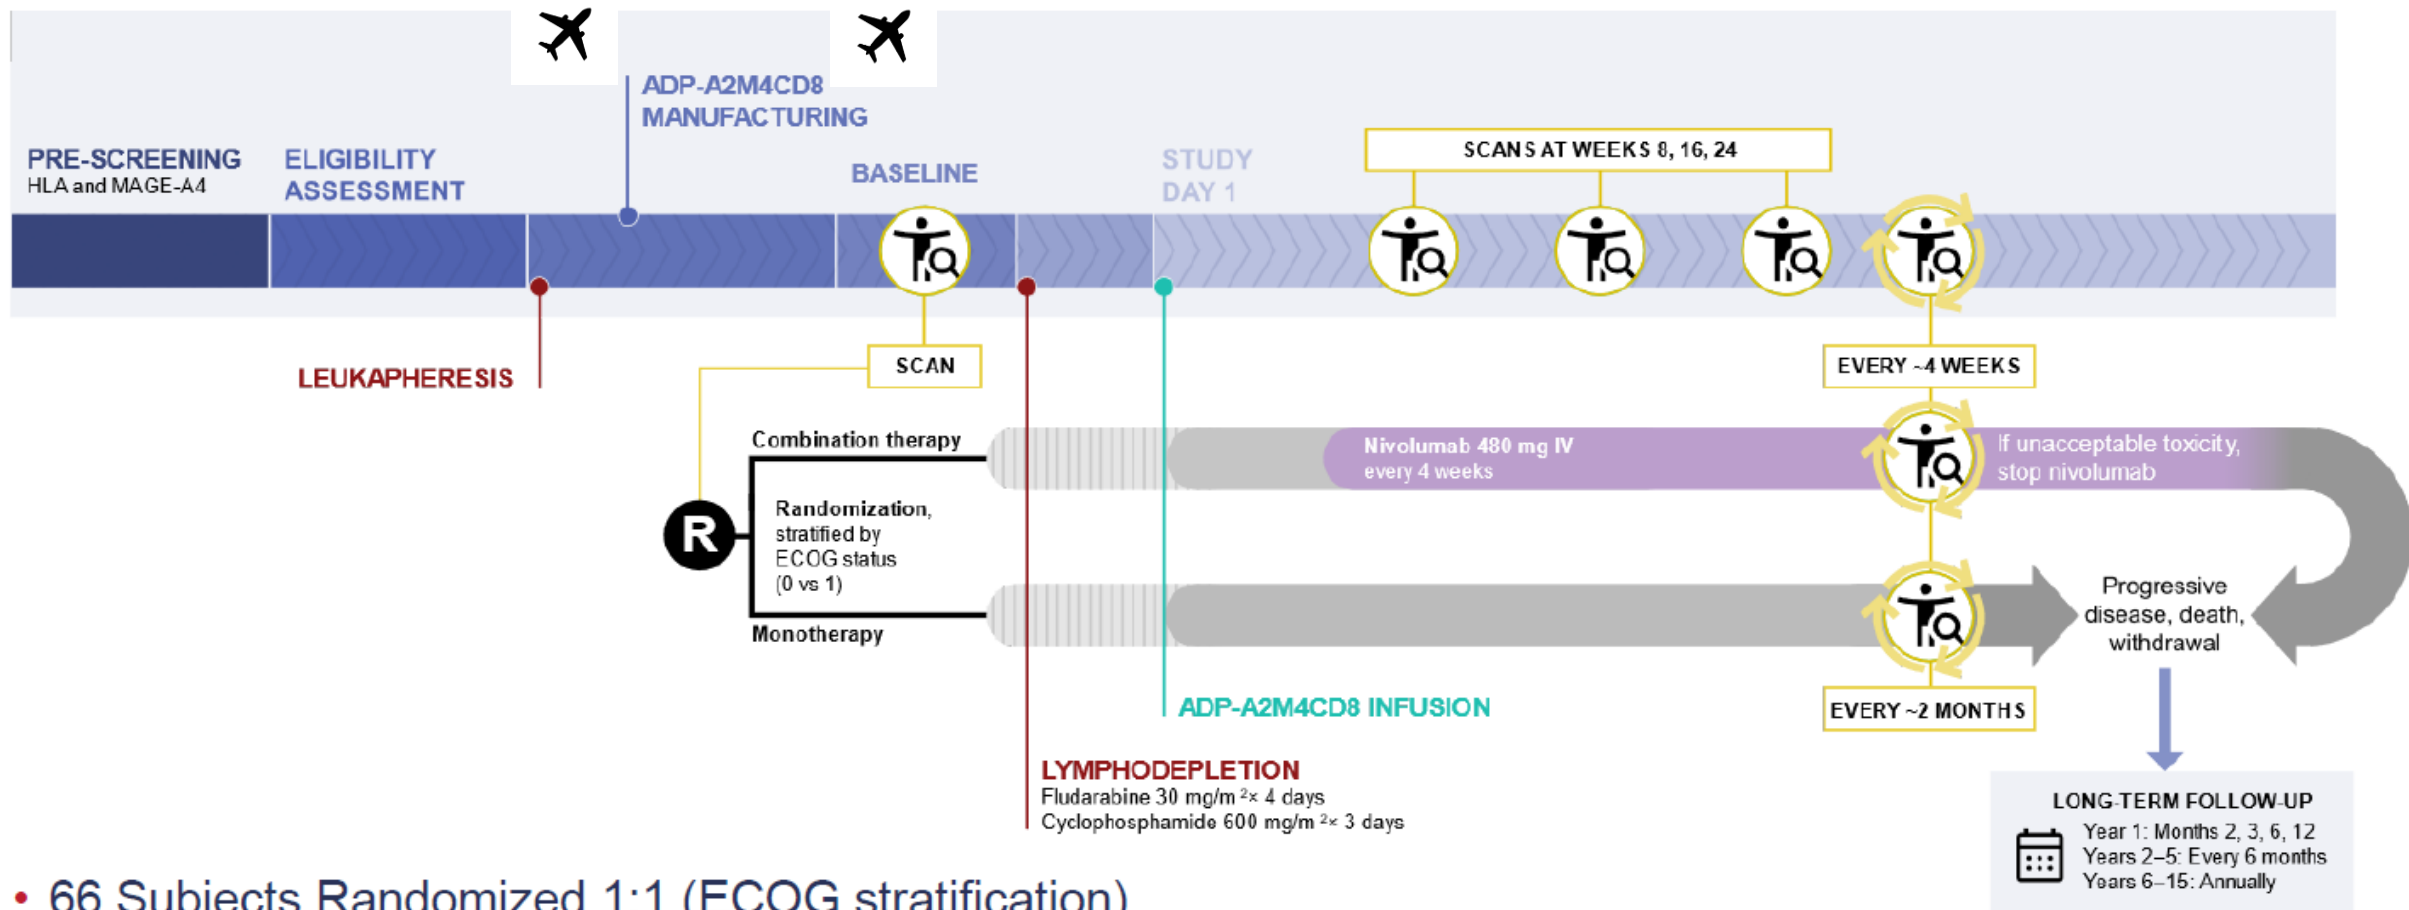 ADP-A2M4CD8
MANUFACTURING
PRE-SCREENING
HLA and MAGE-A4
ELIGIBILITY
ASSESSMENT
BASELINE
STUDY
DAY 1
SCANS AT WEEKS 8, 16, 24
LEUKAPHERESIS
SCAN
EVERY ~4 WEEKS
Combination therapy
Nivolumab 480 mg IV
every 4 weeks
If unacceptable toxicity,
stop nivolumab
R
Randomization,
stratified by
ECOG status
(0 vs 1)
Monotherapy
Progressive
disease, death,
withdrawal
ADP-A2M4CD8 INFUSION
EVERY ~2 MONTHS
LYMPHODEPLETION
Fludarabine 30 mg/m²× 4 days
Cyclophosphamide 600 mg/m²× 3 days
LONG-TERM FOLLOW-UP
Year 1: Months 2, 3, 6, 12
Years 2–5: Every 6 months
Years 6–15: Annually
• 66 Subjects Randomized 1:1 (ECOG stratification)